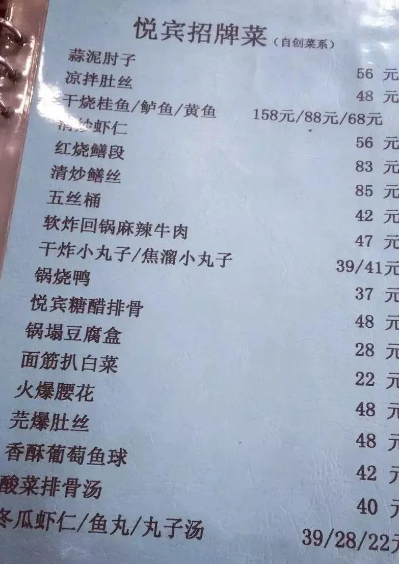 悦宾招牌菜（自创菜系）
蒜泥肘子 56 元
凉拌肚丝 48 元
干烧桂鱼/鲈鱼/黄鱼 158元/88元/68元
清炒虾仁 56 元
红烧鳝段 83 元
清炒鳝丝 85 元
五丝桶 42 元
软炸回锅麻辣牛肉 47 元
干炸小丸子/焦溜小丸子 39/41元
锅烧鸭 37 元
悦宾糖醋排骨 48 元
锅塌豆腐盒 28 元
面筋扒白菜 22 元
火爆腰花 48 元
芫爆肚丝 48 元
香酥葡萄鱼球 42 元
酸菜排骨汤 40 元
冬瓜虾仁/鱼丸/丸子汤 39/28/22元